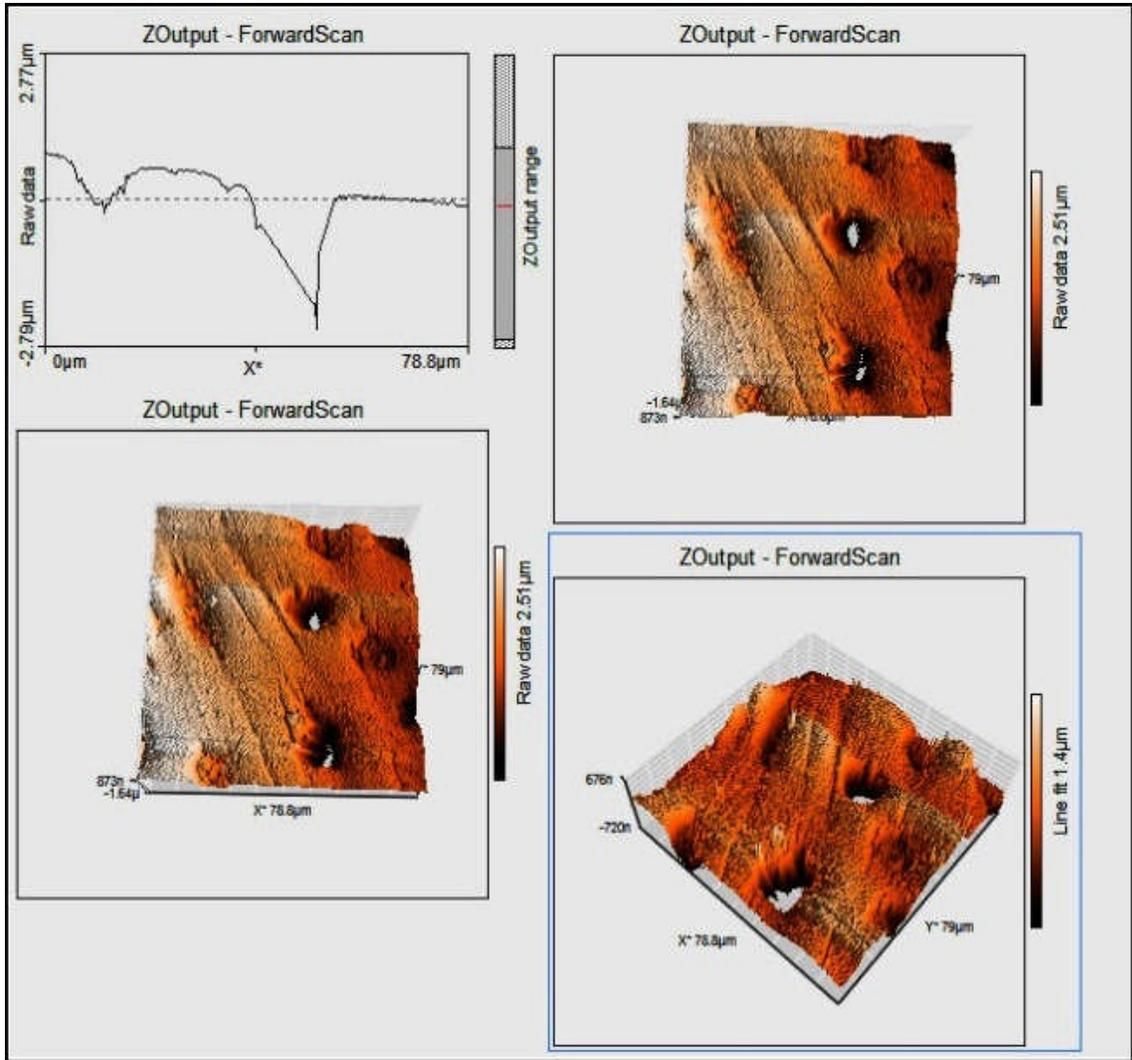 ZOutput - ForwardScan
2.77µm
Raw data
-2.79µm
0µm
X*
78.8µm
ZOutput range
ZOutput - ForwardScan
Raw data 2.51µm
Y* 79µm
-1.64µ
873n
ZOutput - ForwardScan
Raw data 2.51µm
Y* 79µm
873n
-1.64µ
X* 78.8µm
ZOutput - ForwardScan
Line fit 1.4µm
676n
-720n
X* 78.8µm
Y* 79µm